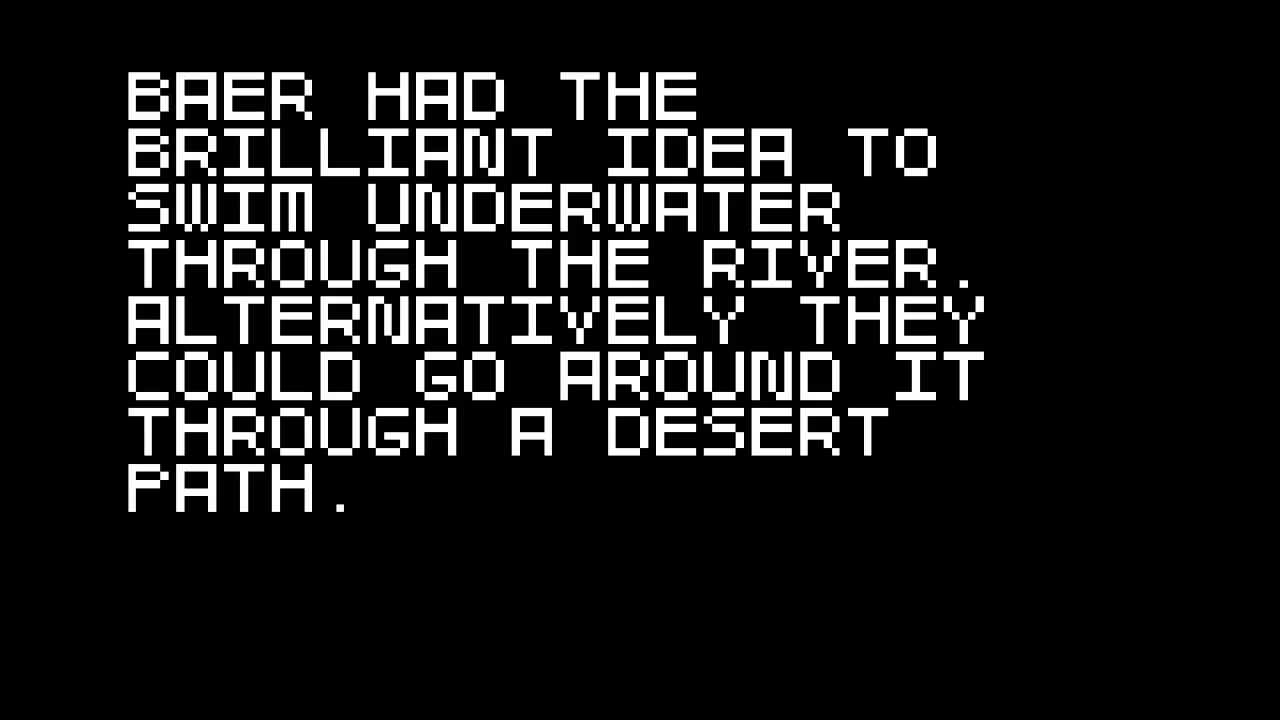 BAER HAD THE
BRILLIANT IDEA TO
SWIM UNDERWATER
THROUGH THE RIVER.
ALTERNATIVELY THEY
COULD GO AROUND IT
THROUGH A DESERT
PATH.